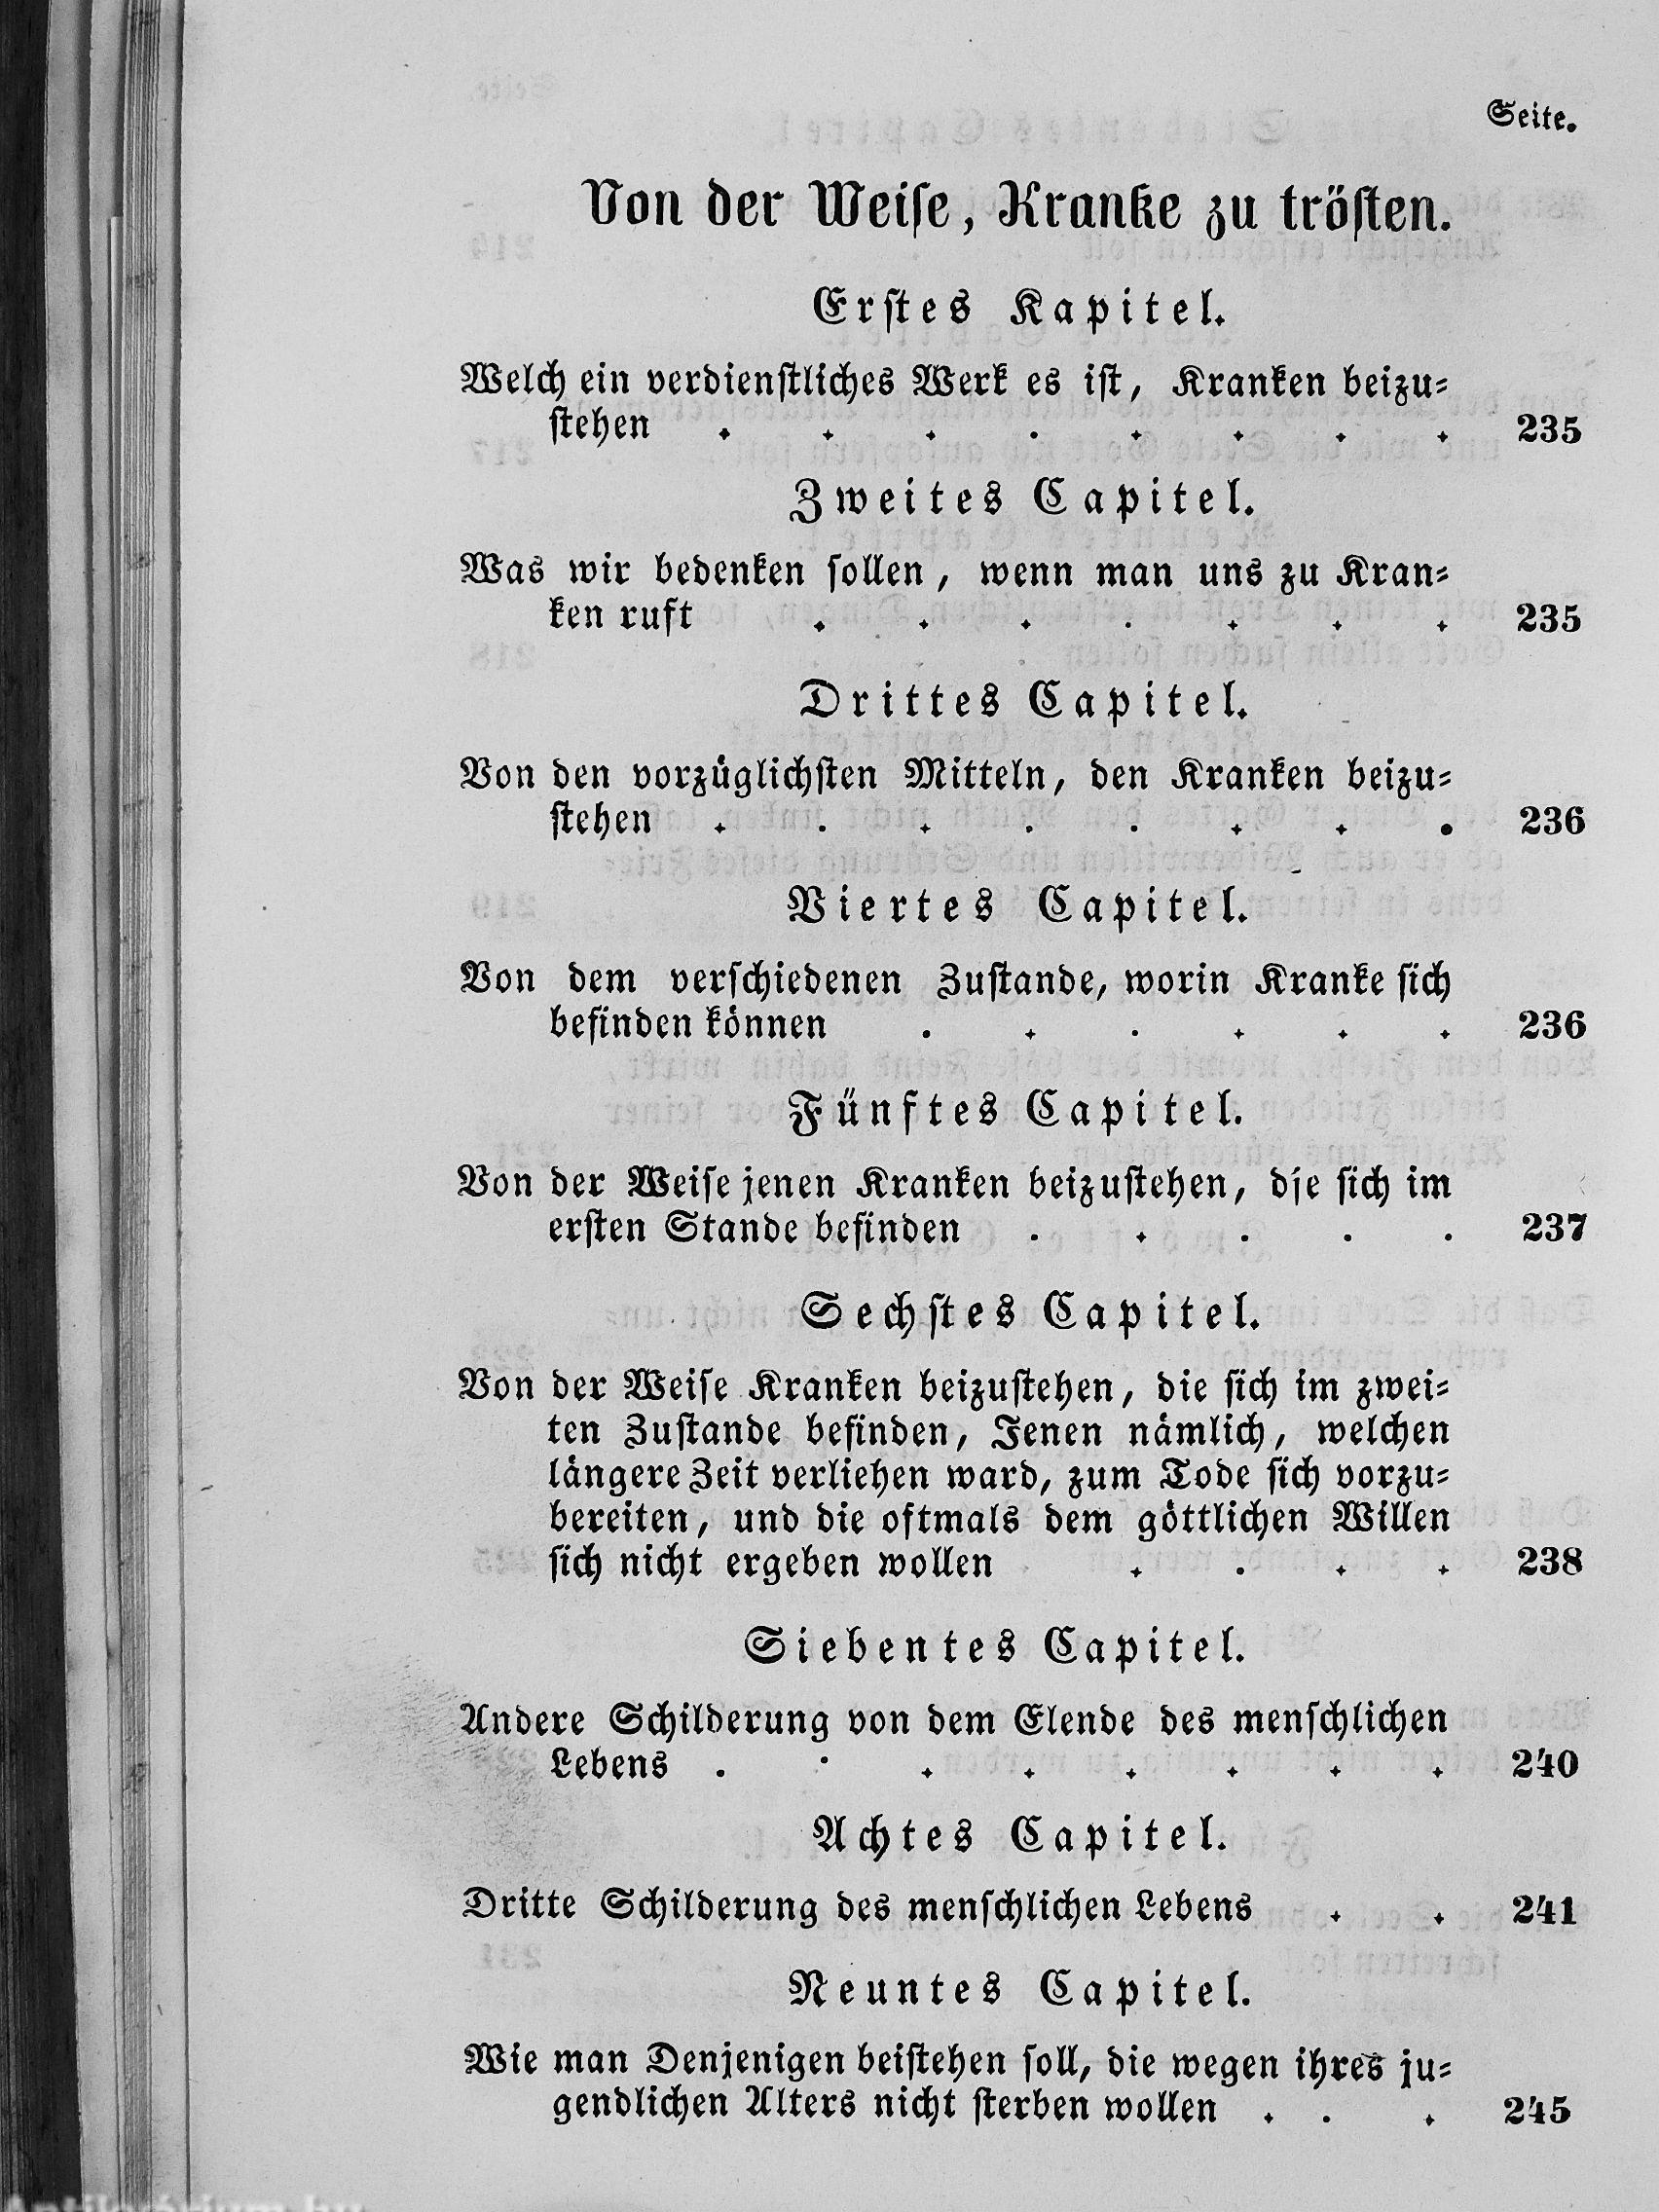 Seite.
Von der Weise, Kranke zu trösten.
Erstes Kapitel.
Welch ein verdienstliches Werk es ist, Kranken beizu=
stehen . . . . . . . . 235
Zweites Capitel.
Was wir bedenken sollen, wenn man uns zu Kran=
ken ruft . . . . . . . 235
Drittes Capitel.
Von den vorzüglichsten Mitteln, den Kranken beizu=
stehen . . . . . . . . 236
Viertes Capitel.
Von dem verschiedenen Zustande, worin Kranke sich
befinden können . . . . . . 236
Fünftes Capitel.
Von der Weise jenen Kranken beizustehen, die sich im
ersten Stande befinden . . . . . 237
Sechstes Capitel.
Von der Weise Kranken beizustehen, die sich im zwei=
ten Zustande befinden, Jenen nämlich, welchen
längere Zeit verliehen ward, zum Tode sich vorzu=
bereiten, und die oftmals dem göttlichen Willen
sich nicht ergeben wollen . . . . 238
Siebentes Capitel.
Andere Schilderung von dem Elende des menschlichen
Lebens . . . . . . . . 240
Achtes Capitel.
Dritte Schilderung des menschlichen Lebens . . 241
Neuntes Capitel.
Wie man Denjenigen beistehen soll, die wegen ihres ju=
gendlichen Alters nicht sterben wollen . . . 245